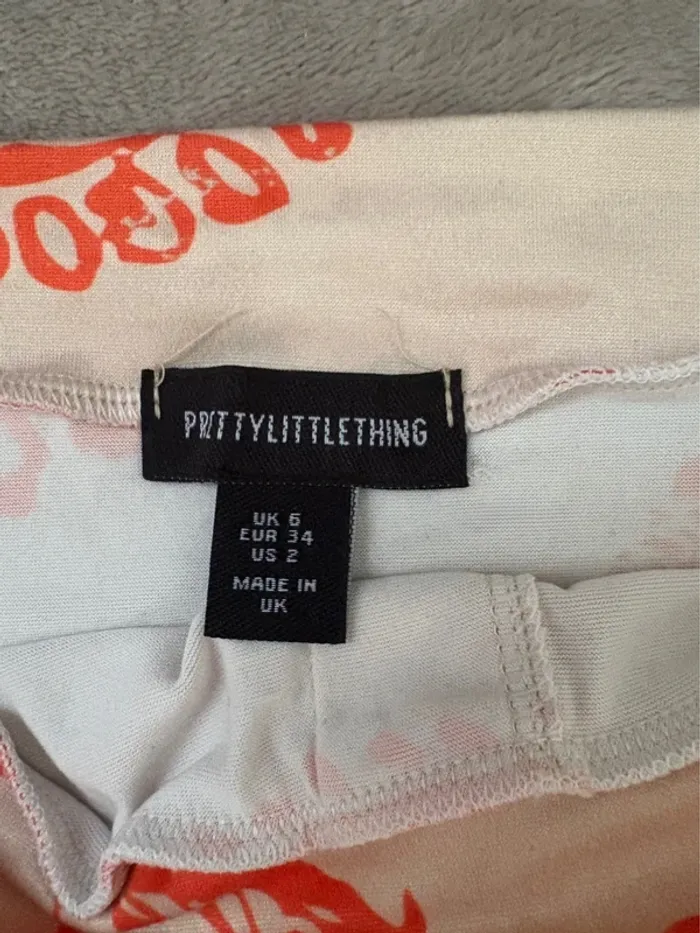 PRETTYLITTLETHING
UK 6
EUR 34
US 2
MADE IN
UK